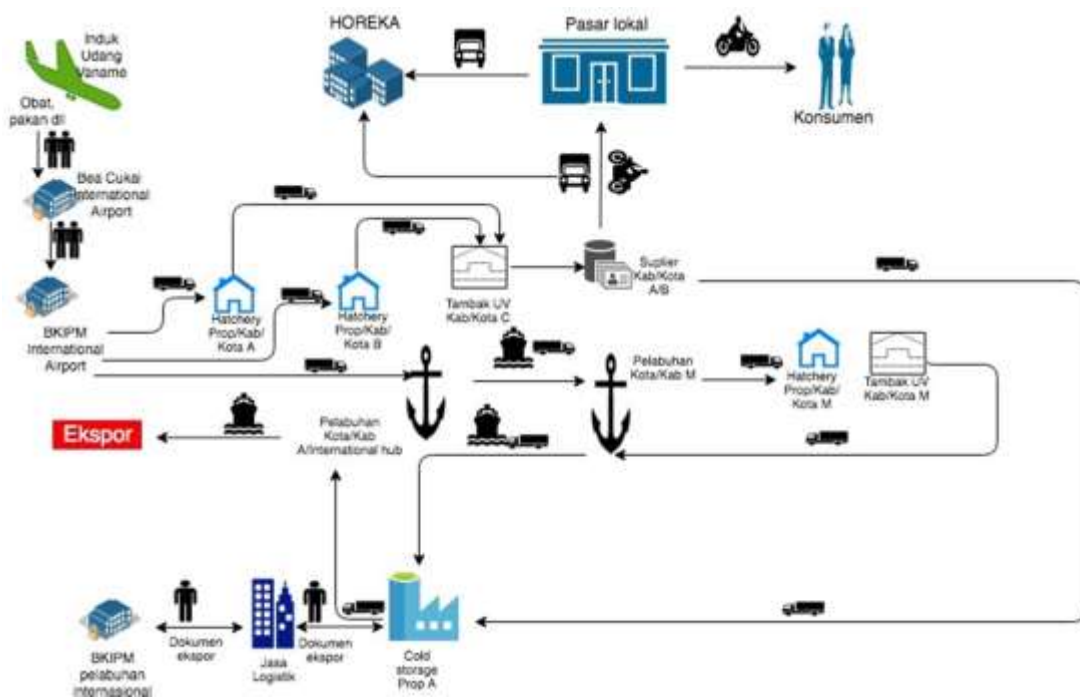 HOREKA
Pasar lokal
Induk
Udang
Vaname
Obat,
pakan dll
Konsumen
Bea Cukai
International
Airport
BKIPM
International
Airport
Hatchery
Prop/Kab/
Kota A
Hatchery
Prop/Kab/
Kota B
Tambak UV
Kab/Kota C
Suplier
Kab/Kota
A/B
Pelabuhan
Kota/Kab M
Hatchery
Prop/Kab/
Kota M
Tambak UV
Kab/Kota M
Ekspor
Pelabuhan
Kota/Kab
A/International hub
BKIPM
pelabuhan
internasional
Dokumen
ekspor
Jasa
Logistik
Dokumen
ekspor
Cold
storage
Prop A